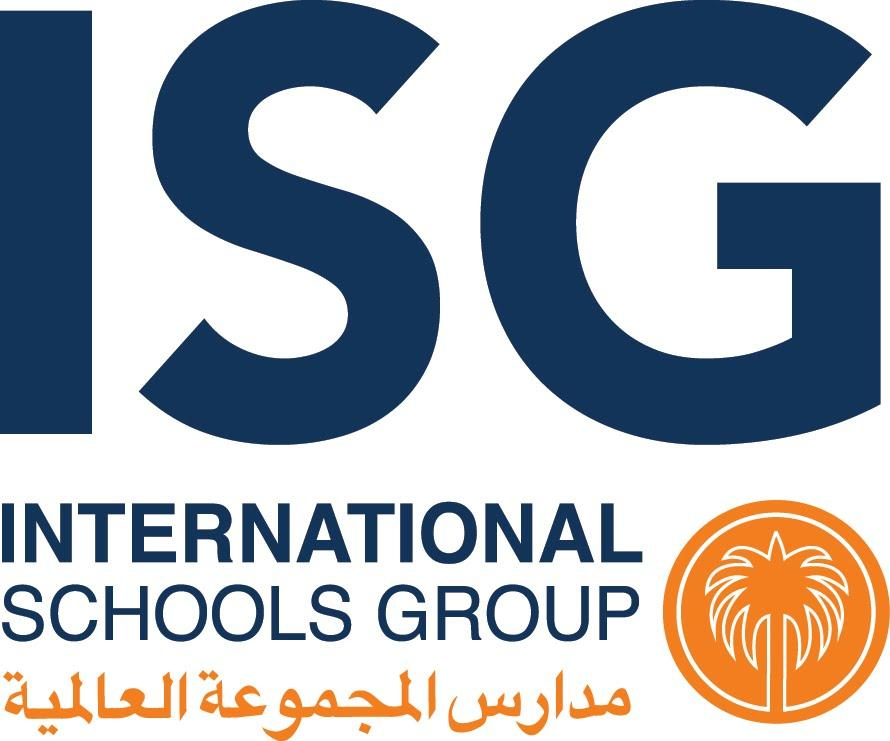 ISG
INTERNATIONAL
SCHOOLS GROUP
مدارس المجموعة العالمية